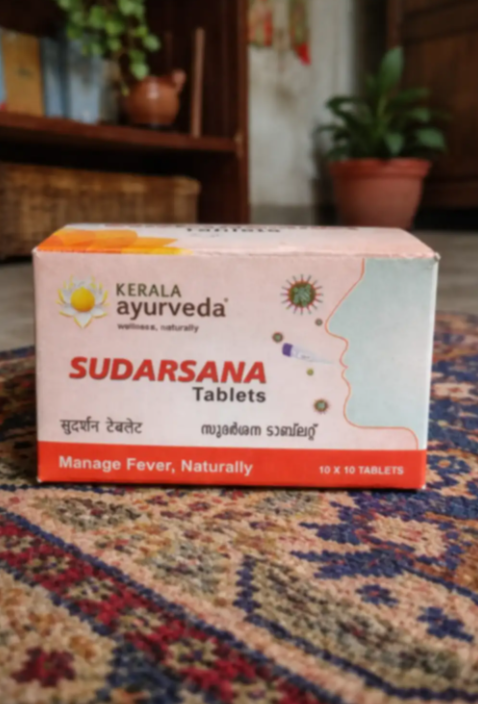 Tablets
KERALA
ayurveda
wellness, naturally
SUDARSANA
Tablets
सुदर्शन टेबलेट
സുദർശന ടാബ്ലറ്റ്
Manage Fever, Naturally
10 X 10 TABLETS